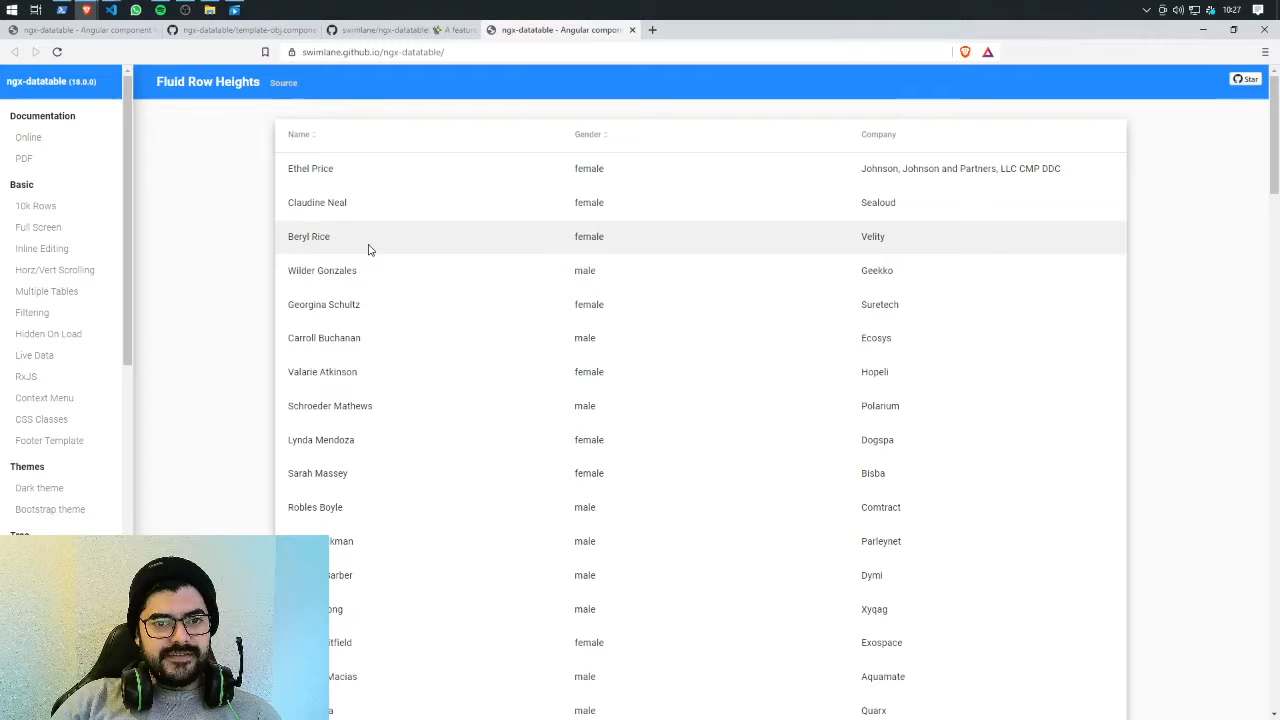 10:27
ngx-datatable - Angular component
ngx-datatable/template-obj.compone
swimlane/ngx-datatable: ✨ A featur
ngx-datatable - Angular compon
swimlane.github.io/ngx-datatable/
ngx-datatable (18.0.0)
Fluid Row Heights
Source
Star
Documentation
Online
PDF
Basic
10k Rows
Full Screen
Inline Editing
Horz/Vert Scrolling
Multiple Tables
Filtering
Hidden On Load
Live Data
RxJS
Context Menu
CSS Classes
Footer Template
Themes
Dark theme
Bootstrap theme
Name Gender Company
Ethel Price female Johnson, Johnson and Partners, LLC CMP DDC
Claudine Neal female Sealoud
Beryl Rice female Velity
Wilder Gonzales male Geekko
Georgina Schultz female Suretech
Carroll Buchanan male Ecosys
Valarie Atkinson female Hopeli
Schroeder Mathews male Polarium
Lynda Mendoza female Dogspa
Sarah Massey female Bisba
Robles Boyle male Comtract
kman male Parleynet
Barber male Dymi
ong male Xyqag
itfield female Exospace
Macias male Aquamate
a male Quarx